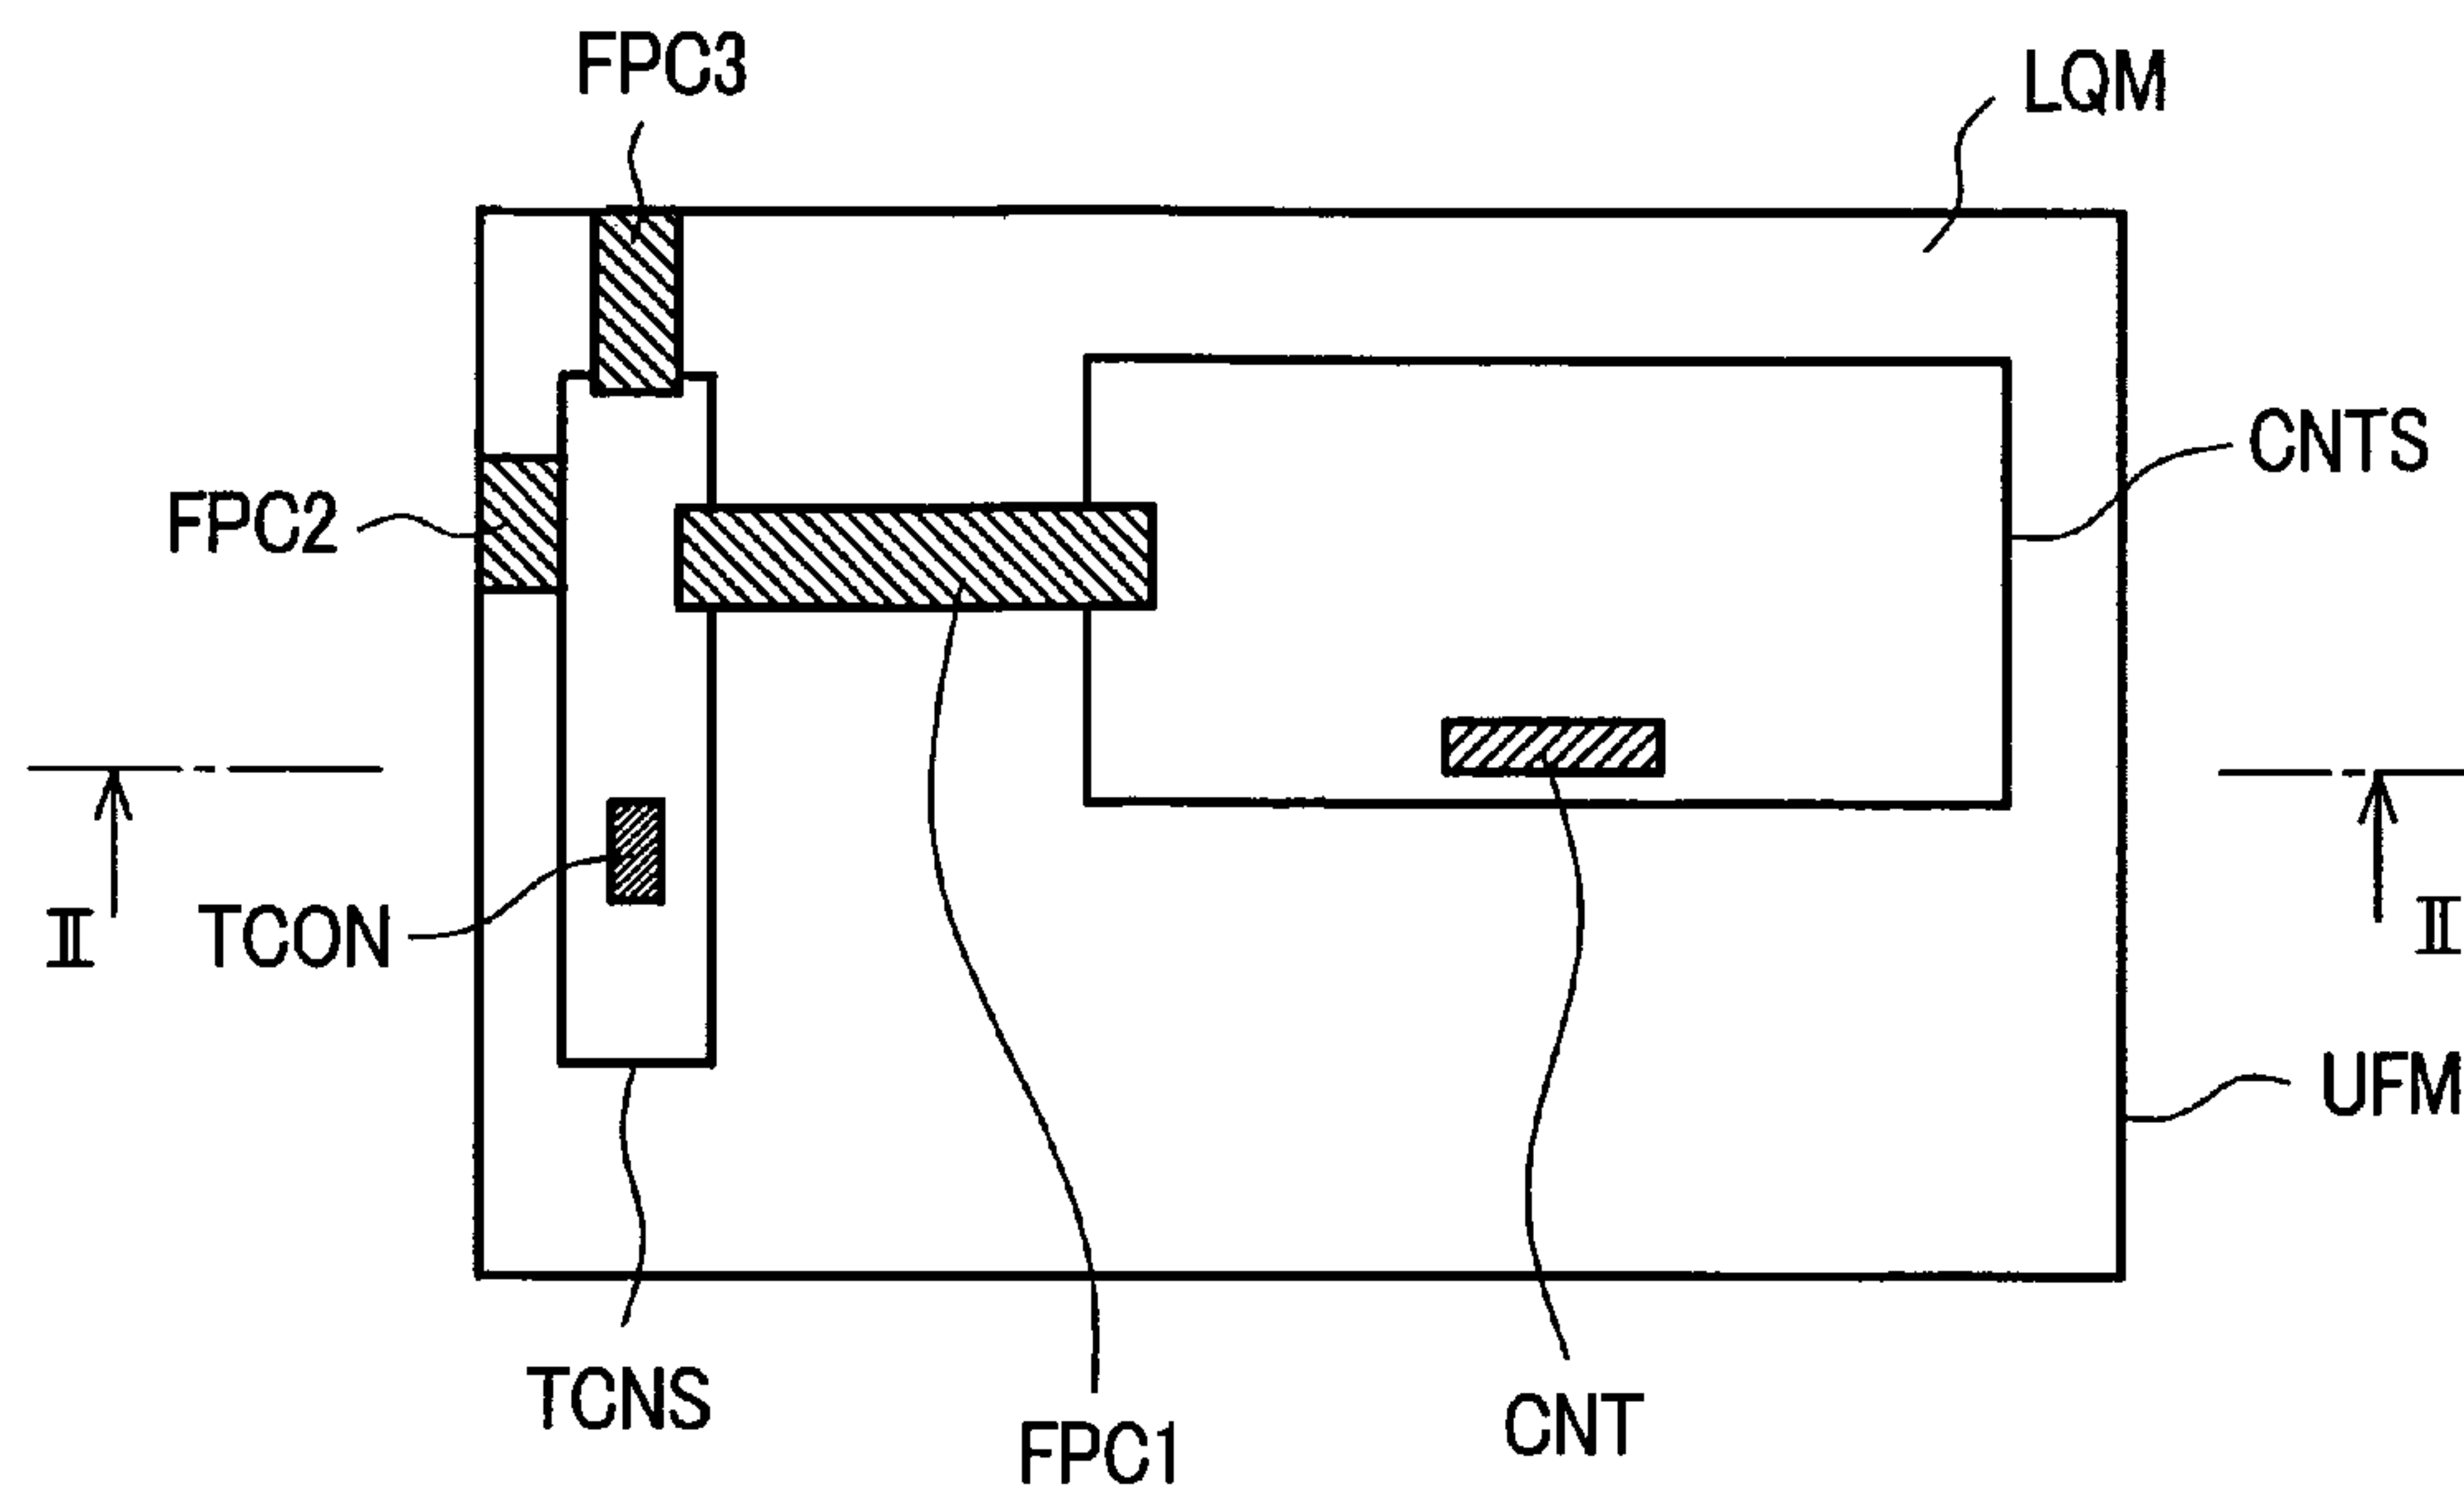 FPC3
LQM
CNTS
FPC2
II
TCON
II
UFM
TCNS
FPC1
CNT